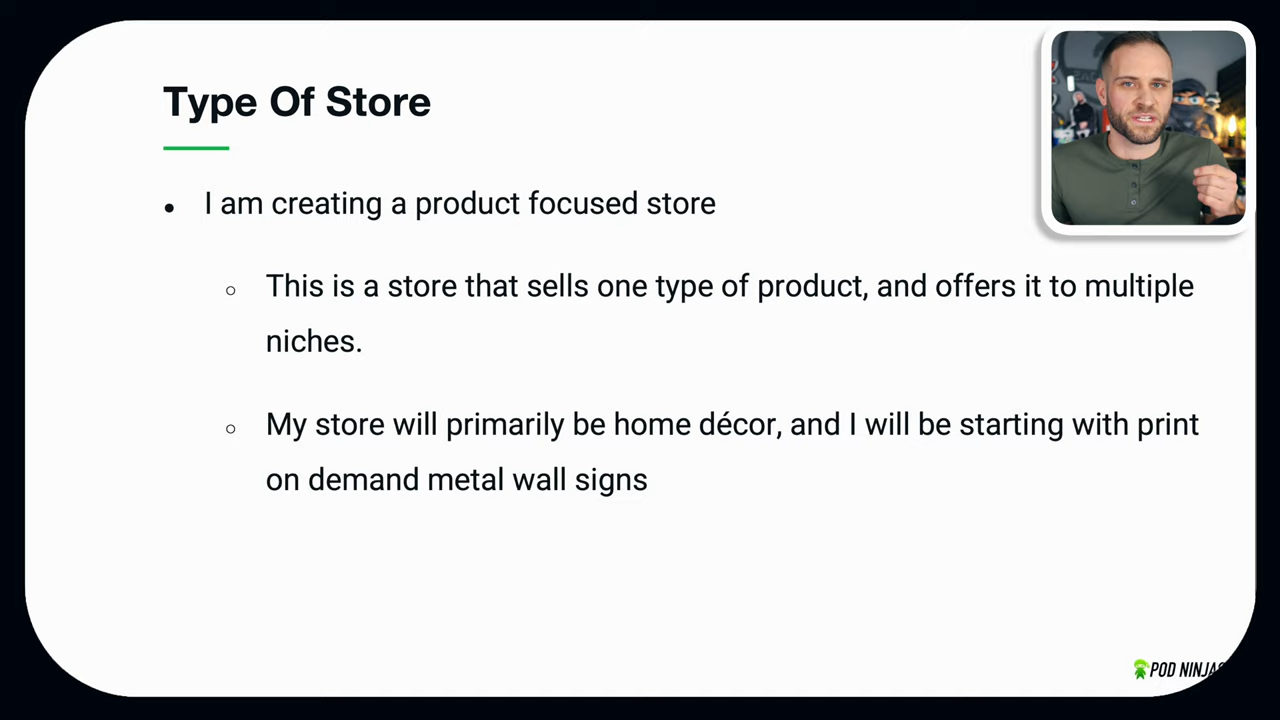 Type Of Store
• I am creating a product focused store
○ This is a store that sells one type of product, and offers it to multiple
niches.
○ My store will primarily be home décor, and I will be starting with print
on demand metal wall signs
POD NINJAS